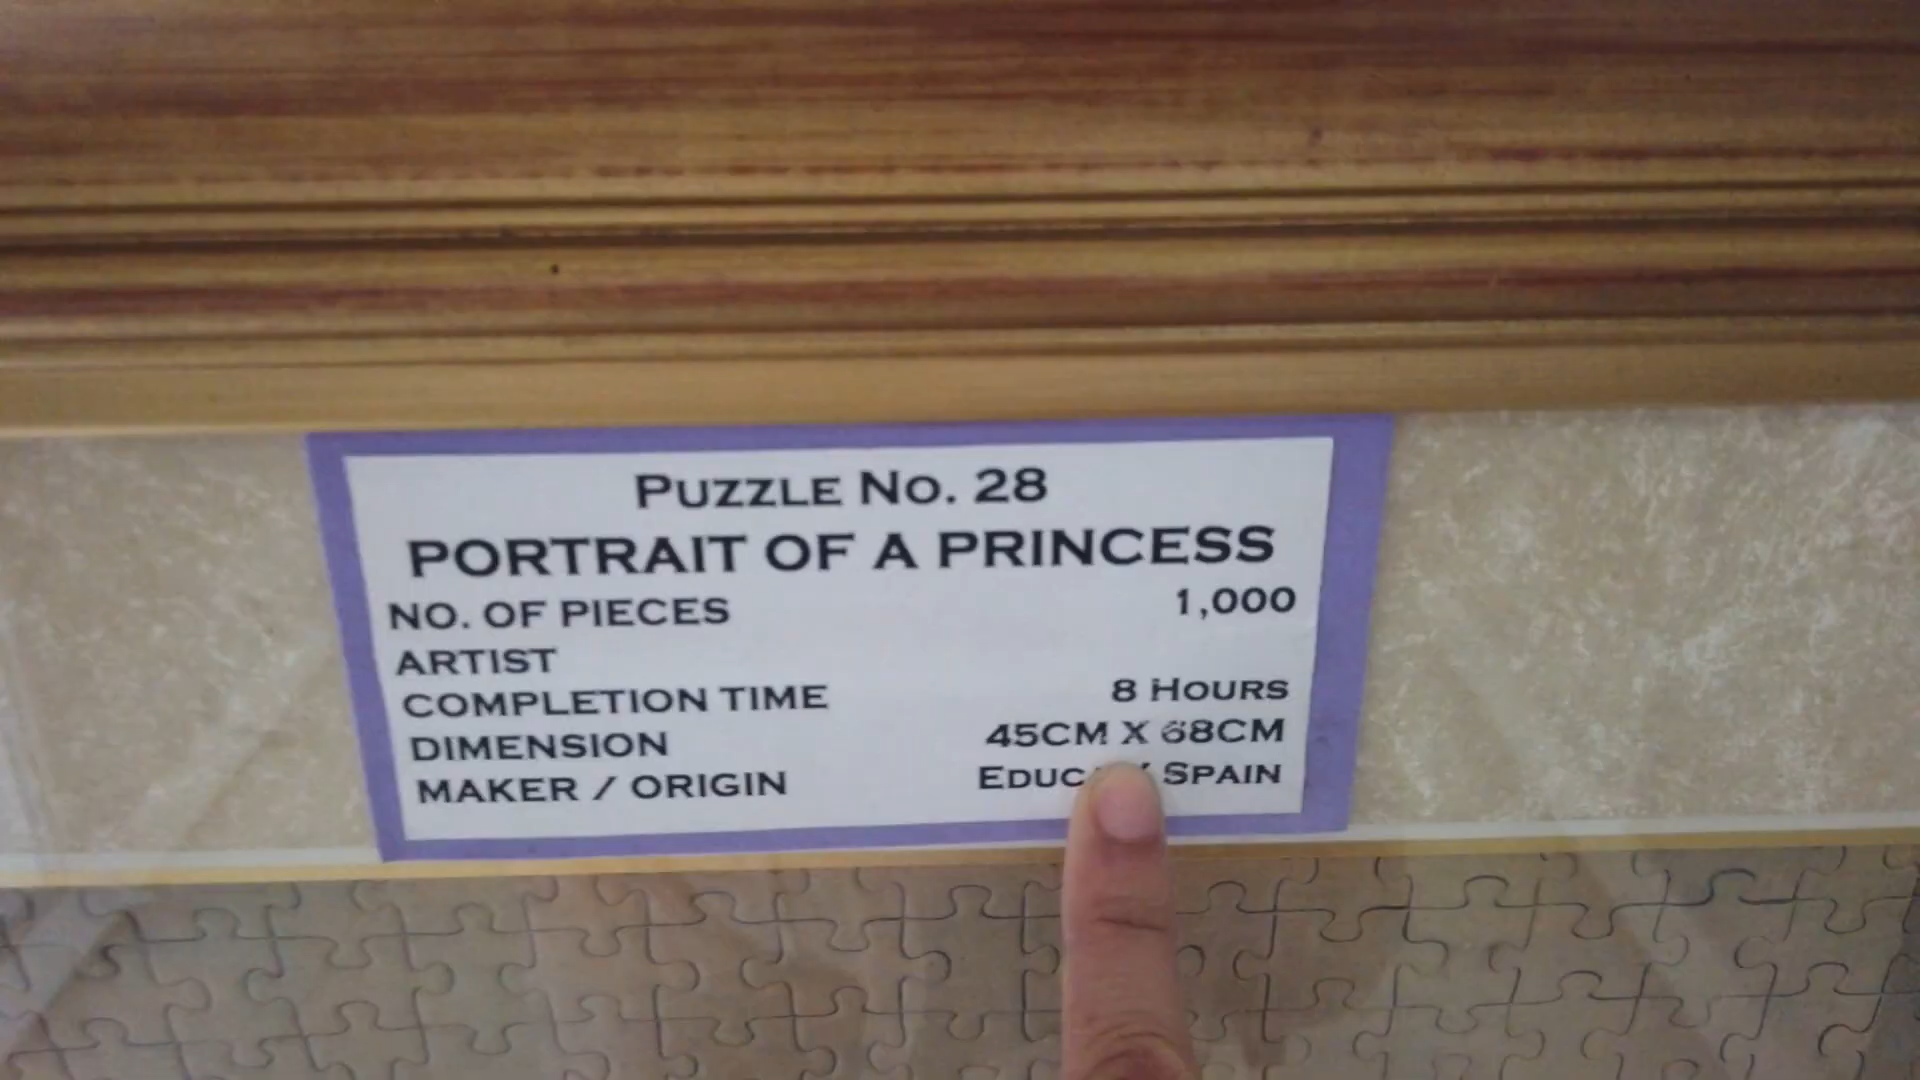 PUZZLE NO. 28
PORTRAIT OF A PRINCESS
NO. OF PIECES 1,000
ARTIST
COMPLETION TIME 8 HOURS
DIMENSION 45CM X 68CM
MAKER / ORIGIN SPAIN